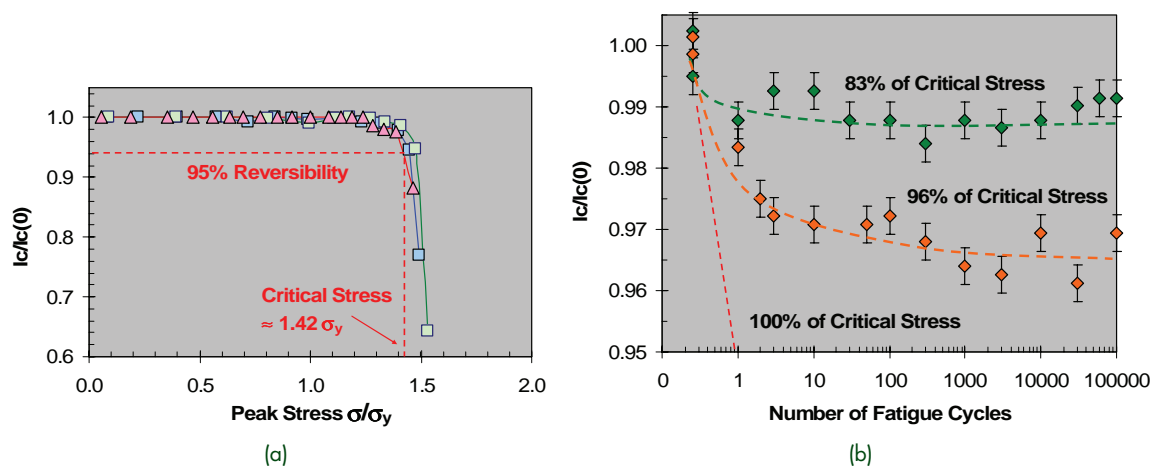 1.0
0.9
0.8
0.7
0.6
Ic/Ic(0)
95% Reversibility
Critical Stress
≈ 1.42 σy
0.0 0.5 1.0 1.5 2.0
Peak Stress σ/σy
(a)
1.00
0.99
0.98
0.97
0.96
0.95
Ic/Ic(0)
83% of Critical Stress
96% of Critical Stress
100% of Critical Stress
0 1 10 100 1000 10000 100000
Number of Fatigue Cycles
(b)